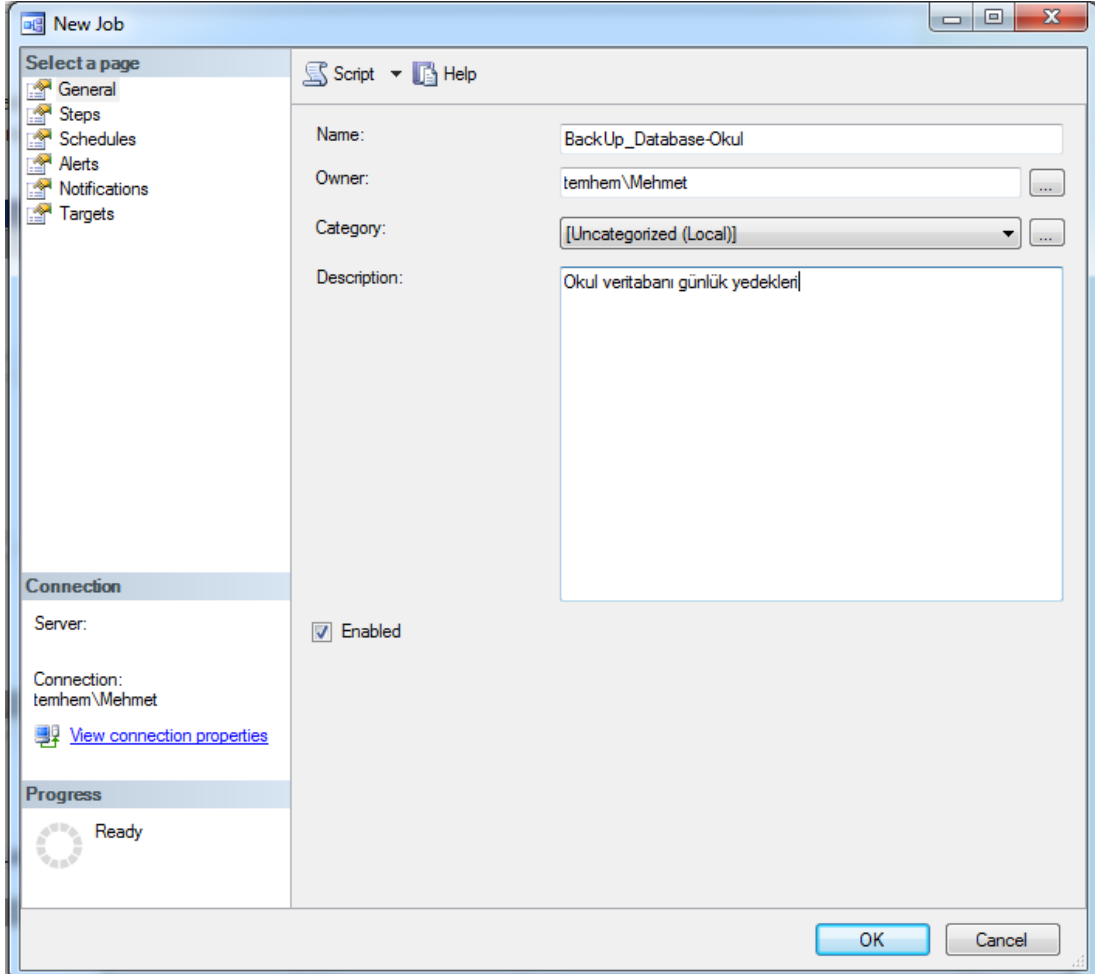 New Job
Select a page
General
Steps
Schedules
Alerts
Notifications
Targets
Script
Help
Name:
BackUp_Database-Okul
Owner:
temhem\Mehmet
...
Category:
[Uncategorized (Local)]
...
Description:
Okul veritabanı günlük yedekleri
Enabled
Connection
Server:
Connection:
temhem\Mehmet
View connection properties
Progress
Ready
OK
Cancel